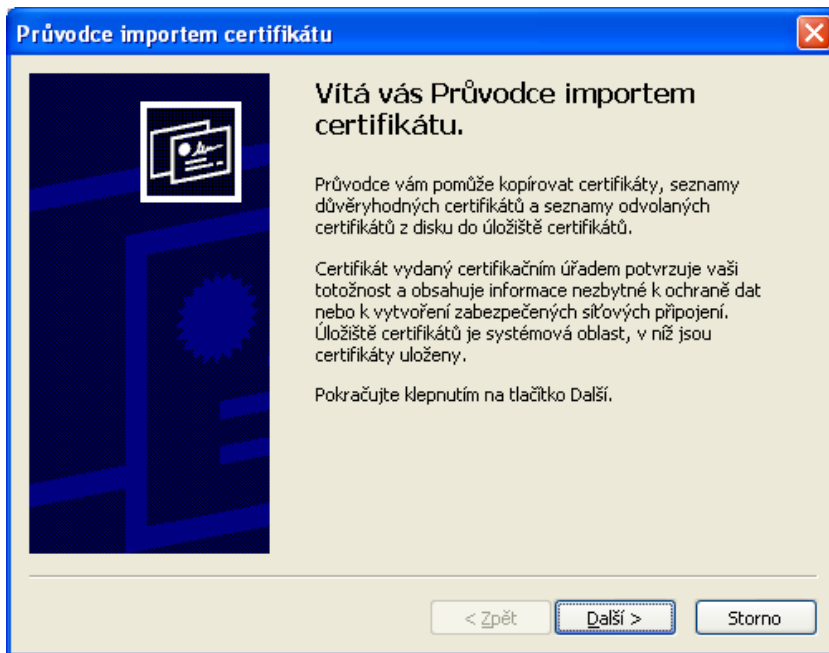 Průvodce importem certifikátu
Vítá vás Průvodce importem
certifikátu.
Průvodce vám pomůže kopírovat certifikáty, seznamy
důvěryhodných certifikátů a seznamy odvolaných
certifikátů z disku do úložiště certifikátů.
Certifikát vydaný certifikačním úřadem potvrzuje vaši
totožnost a obsahuje informace nezbytné k ochraně dat
nebo k vytvoření zabezpečených síťových připojení.
Úložiště certifikátů je systémová oblast, v níž jsou
certifikáty uloženy.
Pokračujte klepnutím na tlačítko Další.
< Zpět Další > Storno